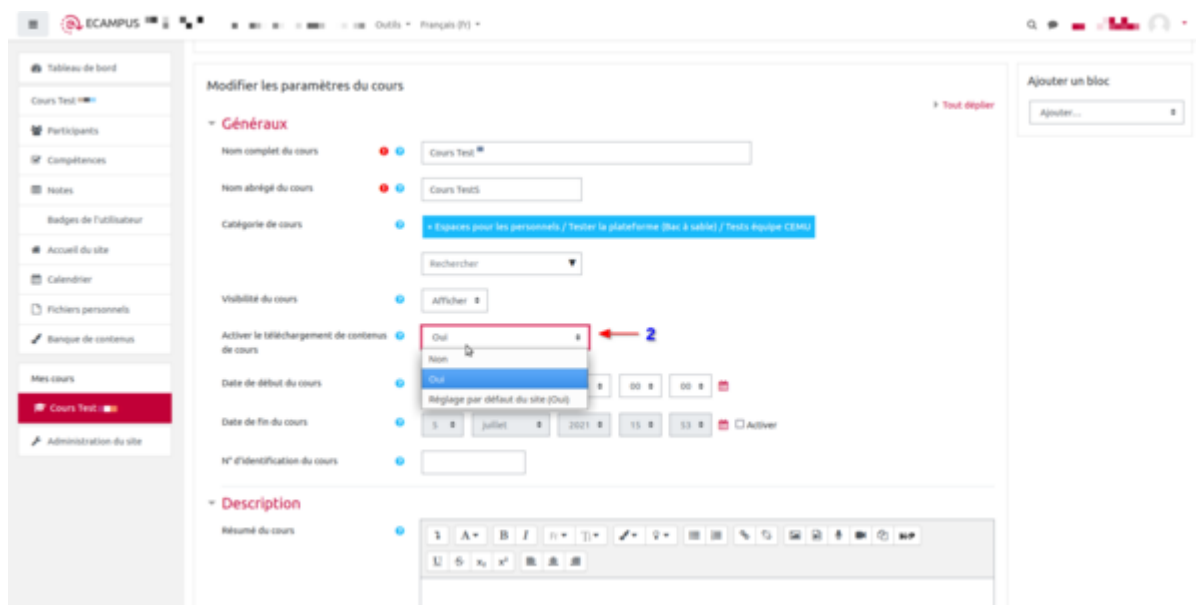 ECAMPUS
Outils
Français (fr)
Tableau de bord
Cours Test
Participants
Compétences
Notes
Badges de l'utilisateur
Accueil du site
Calendrier
Fichiers personnels
Banque de contenus
Mes cours
Cours Test
Administration du site
Modifier les paramètres du cours
Tout déplier
Généraux
Nom complet du cours
Cours Test
Nom abrégé du cours
Cours TestS
Catégorie de cours
× Espaces pour les personnels / Tester la plateforme (Bac à sable) / Tests équipe CEMU
Rechercher
Visibilité du cours
Afficher
Activer le téléchargement de contenus
de cours
Oui
2
Non
Oui
Réglage par défaut du site (Oui)
Date de début du cours
00 00
Date de fin du cours
5 juillet 2021 15 53 Activer
N° d'identification du cours
Description
Résumé du cours
Ajouter un bloc
Ajouter...